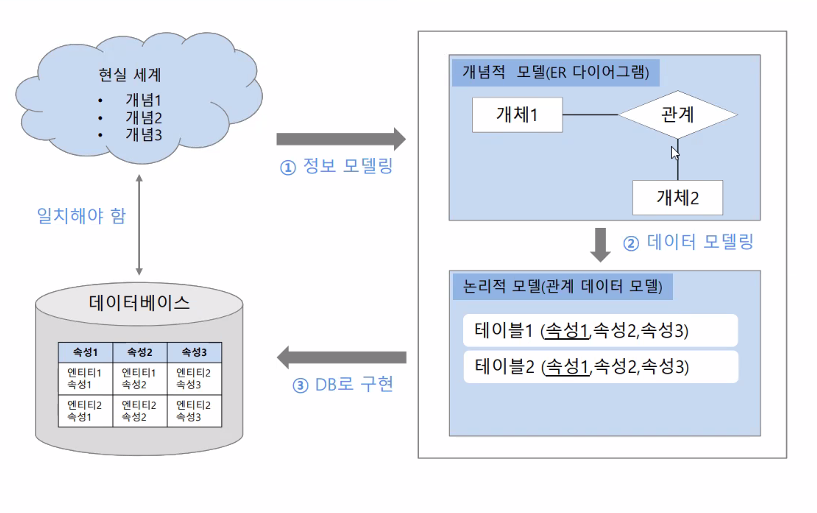 현실 세계
• 개념1
• 개념2
• 개념3
① 정보 모델링
개념적 모델(ER 다이어그램)
개체1
관계
개체2
② 데이터 모델링
논리적 모델(관계 데이터 모델)
테이블1 (속성1,속성2,속성3)
테이블2 (속성1,속성2,속성3)
③ DB로 구현
일치해야 함
데이터베이스
속성1 속성2 속성3
엔티티1 엔티티1 엔티티2
속성1 속성2 속성3
엔티티2 엔티티2 엔티티2
속성1 속성2 속성3